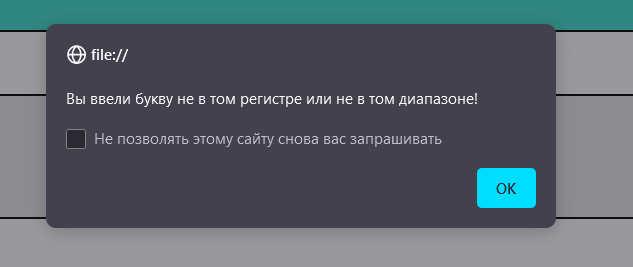 file://
Вы ввели букву не в том регистре или не в том диапазоне!
Не позволять этому сайту снова вас запрашивать
OK